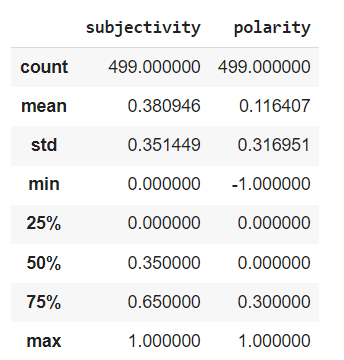 subjectivity polarity
count 499.000000 499.000000
mean 0.380946 0.116407
std 0.351449 0.316951
min 0.000000 -1.000000
25% 0.000000 0.000000
50% 0.350000 0.000000
75% 0.650000 0.300000
max 1.000000 1.000000